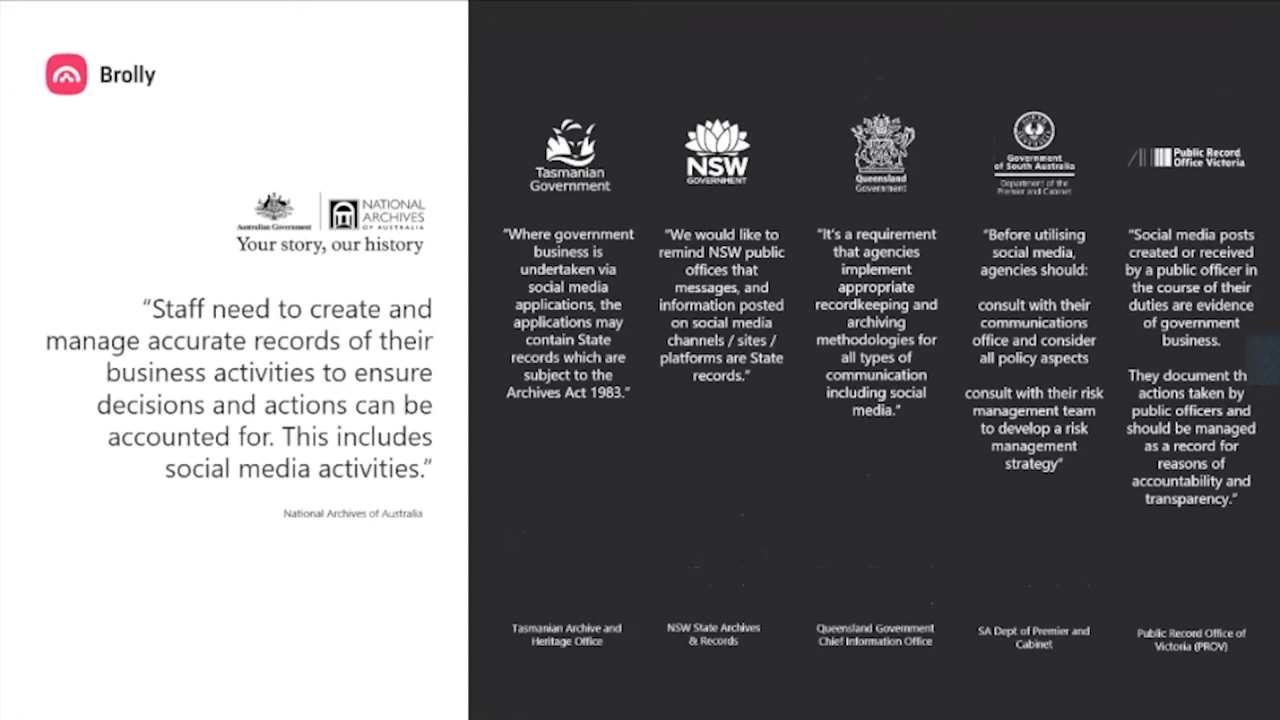 Brolly
Australian Government
NATIONAL
ARCHIVES
OF AUSTRALIA
Your story, our history
“Staff need to create and
manage accurate records of their
business activities to ensure
decisions and actions can be
accounted for. This includes
social media activities.”
National Archives of Australia
Tasmanian
Government
“Where government
business is
undertaken via
social media
applications, the
applications may
contain State
records which are
subject to the
Archives Act 1983.”
Tasmanian Archive and
Heritage Office
NSW
GOVERNMENT
“We would like to
remind NSW public
offices that
messages, and
information posted
on social media
channels / sites /
platforms are State
records.”
NSW State Archives
& Records
Queensland
Government
“It’s a requirement
that agencies
implement
appropriate
recordkeeping and
archiving
methodologies for
all types of
communication
including social
media.”
Queensland Government
Chief Information Office
Government
of South Australia
Department of the
Premier and Cabinet
“Before utilising
social media,
agencies should:
consult with their
communications
office and consider
all policy aspects
consult with their risk
management team
to develop a risk
management
strategy”
SA Dept of Premier and
Cabinet
Public Record
Office Victoria
“Social media posts
created or received
by a public officer in
the course of their
duties are evidence
of government
business.
They document th
actions taken by
public officers and
should be managed
as a record for
reasons of
accountability and
transparency.”
Public Record Office of
Victoria (PROV)